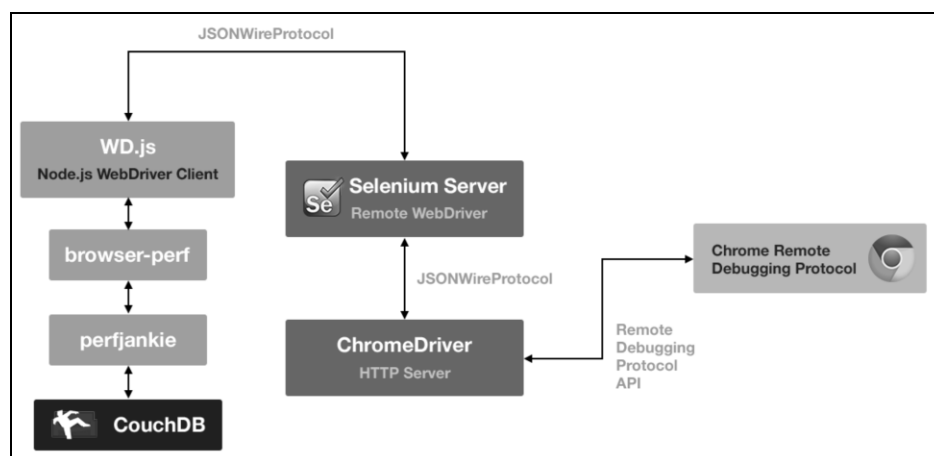 JSONWireProtocol
WD.js
Node.js WebDriver Client
Selenium Server
Se
Remote WebDriver
browser-perf
Chrome Remote
Debugging Protocol
JSONWireProtocol
perfjankie
ChromeDriver
HTTP Server
Remote
Debugging
Protocol
API
CouchDB